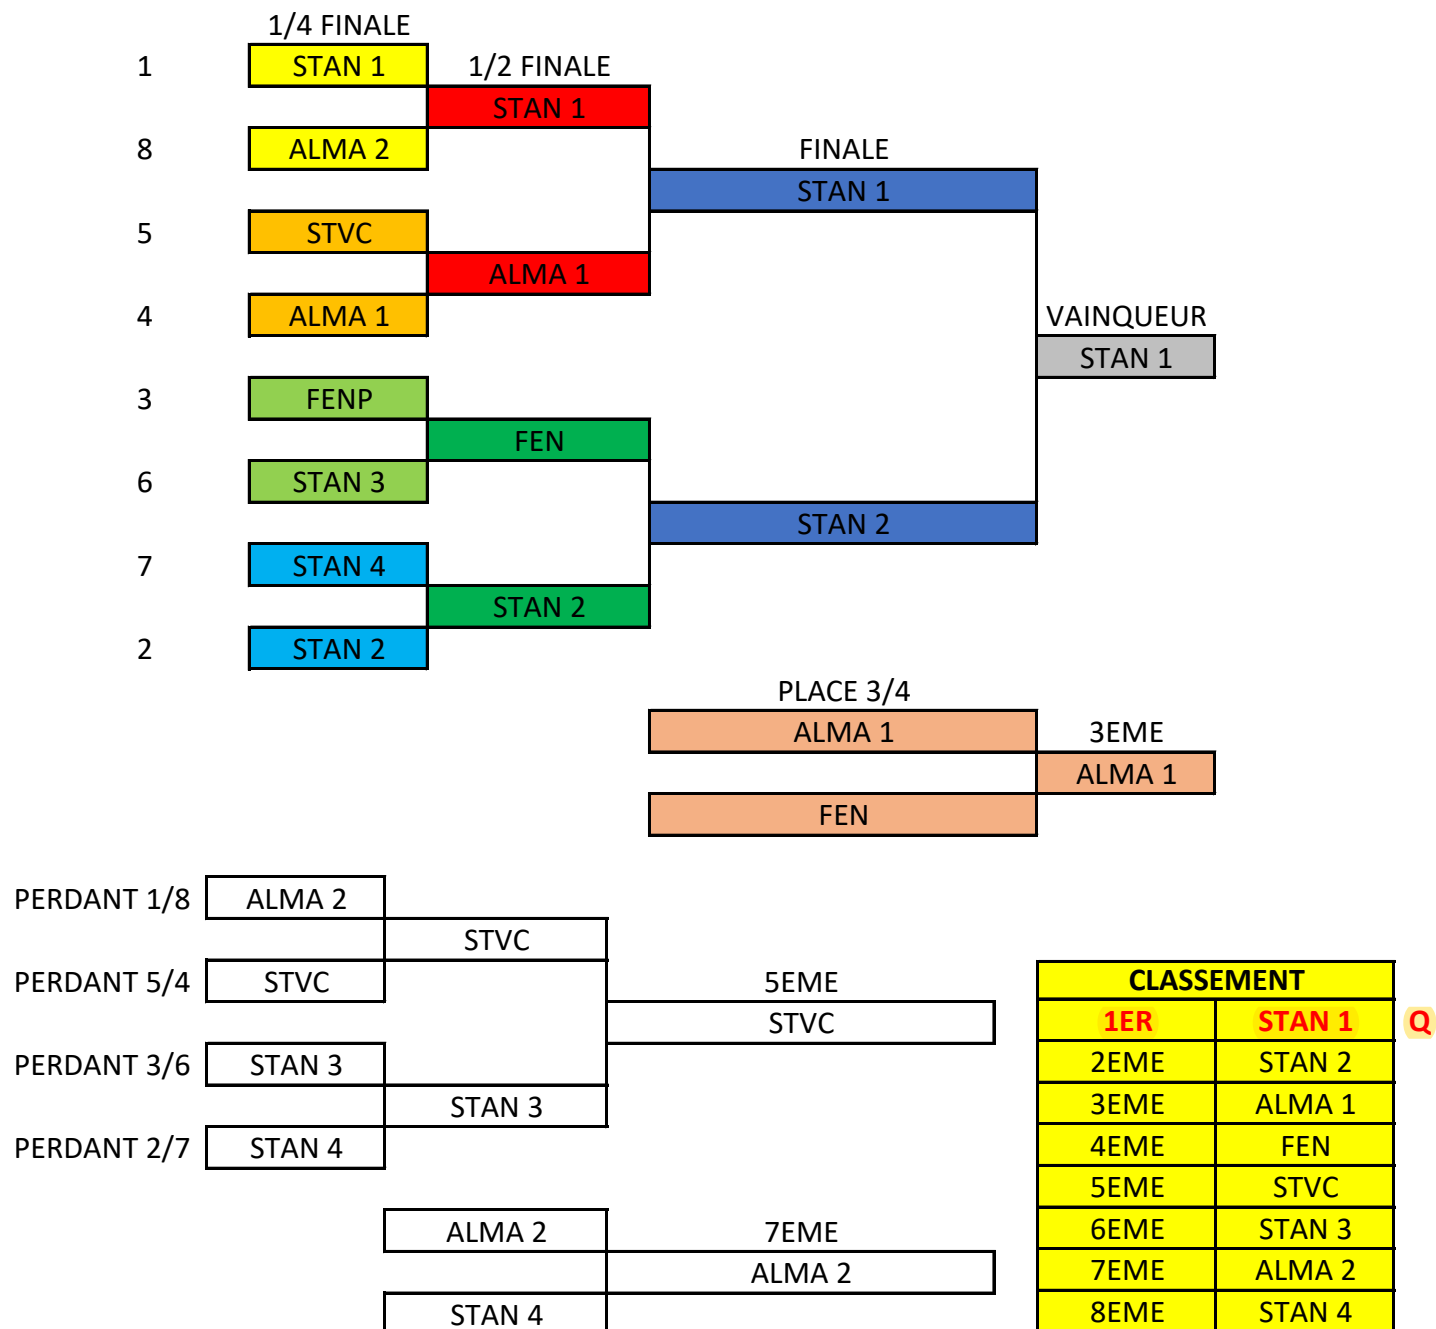 1/4 FINALE
1 STAN 1 1/2 FINALE
STAN 1
8 ALMA 2 FINALE
STAN 1
5 STVC
ALMA 1
4 ALMA 1 VAINQUEUR
STAN 1
3 FENP
FEN
6 STAN 3
STAN 2
7 STAN 4
STAN 2
2 STAN 2
PLACE 3/4
ALMA 1 3EME
ALMA 1
FEN
PERDANT 1/8 ALMA 2
STVC
PERDANT 5/4 STVC 5EME CLASSEMENT
STVC 1ER STAN 1 Q
PERDANT 3/6 STAN 3 2EME STAN 2
STAN 3 3EME ALMA 1
PERDANT 2/7 STAN 4 4EME FEN
5EME STVC
ALMA 2 7EME 6EME STAN 3
ALMA 2 7EME ALMA 2
STAN 4 8EME STAN 4